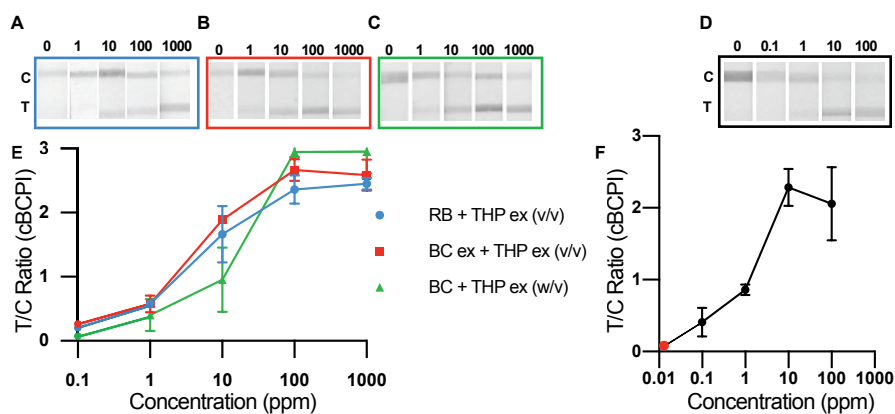 A B C D
0 1 10 100 1000 0 1 10 100 1000 0 1 10 100 1000 0 0.1 1 10 100
C C
T T
E F
T/C Ratio (cBCPI)
3
2
1
0
0.1 1 10 100 1000
Concentration (ppm)
RB + THP ex (v/v)
BC ex + THP ex (v/v)
BC + THP ex (w/v)
T/C Ratio (cBCPI)
3
2
1
0
0.01 0.1 1 10 100 1000
Concentration (ppm)